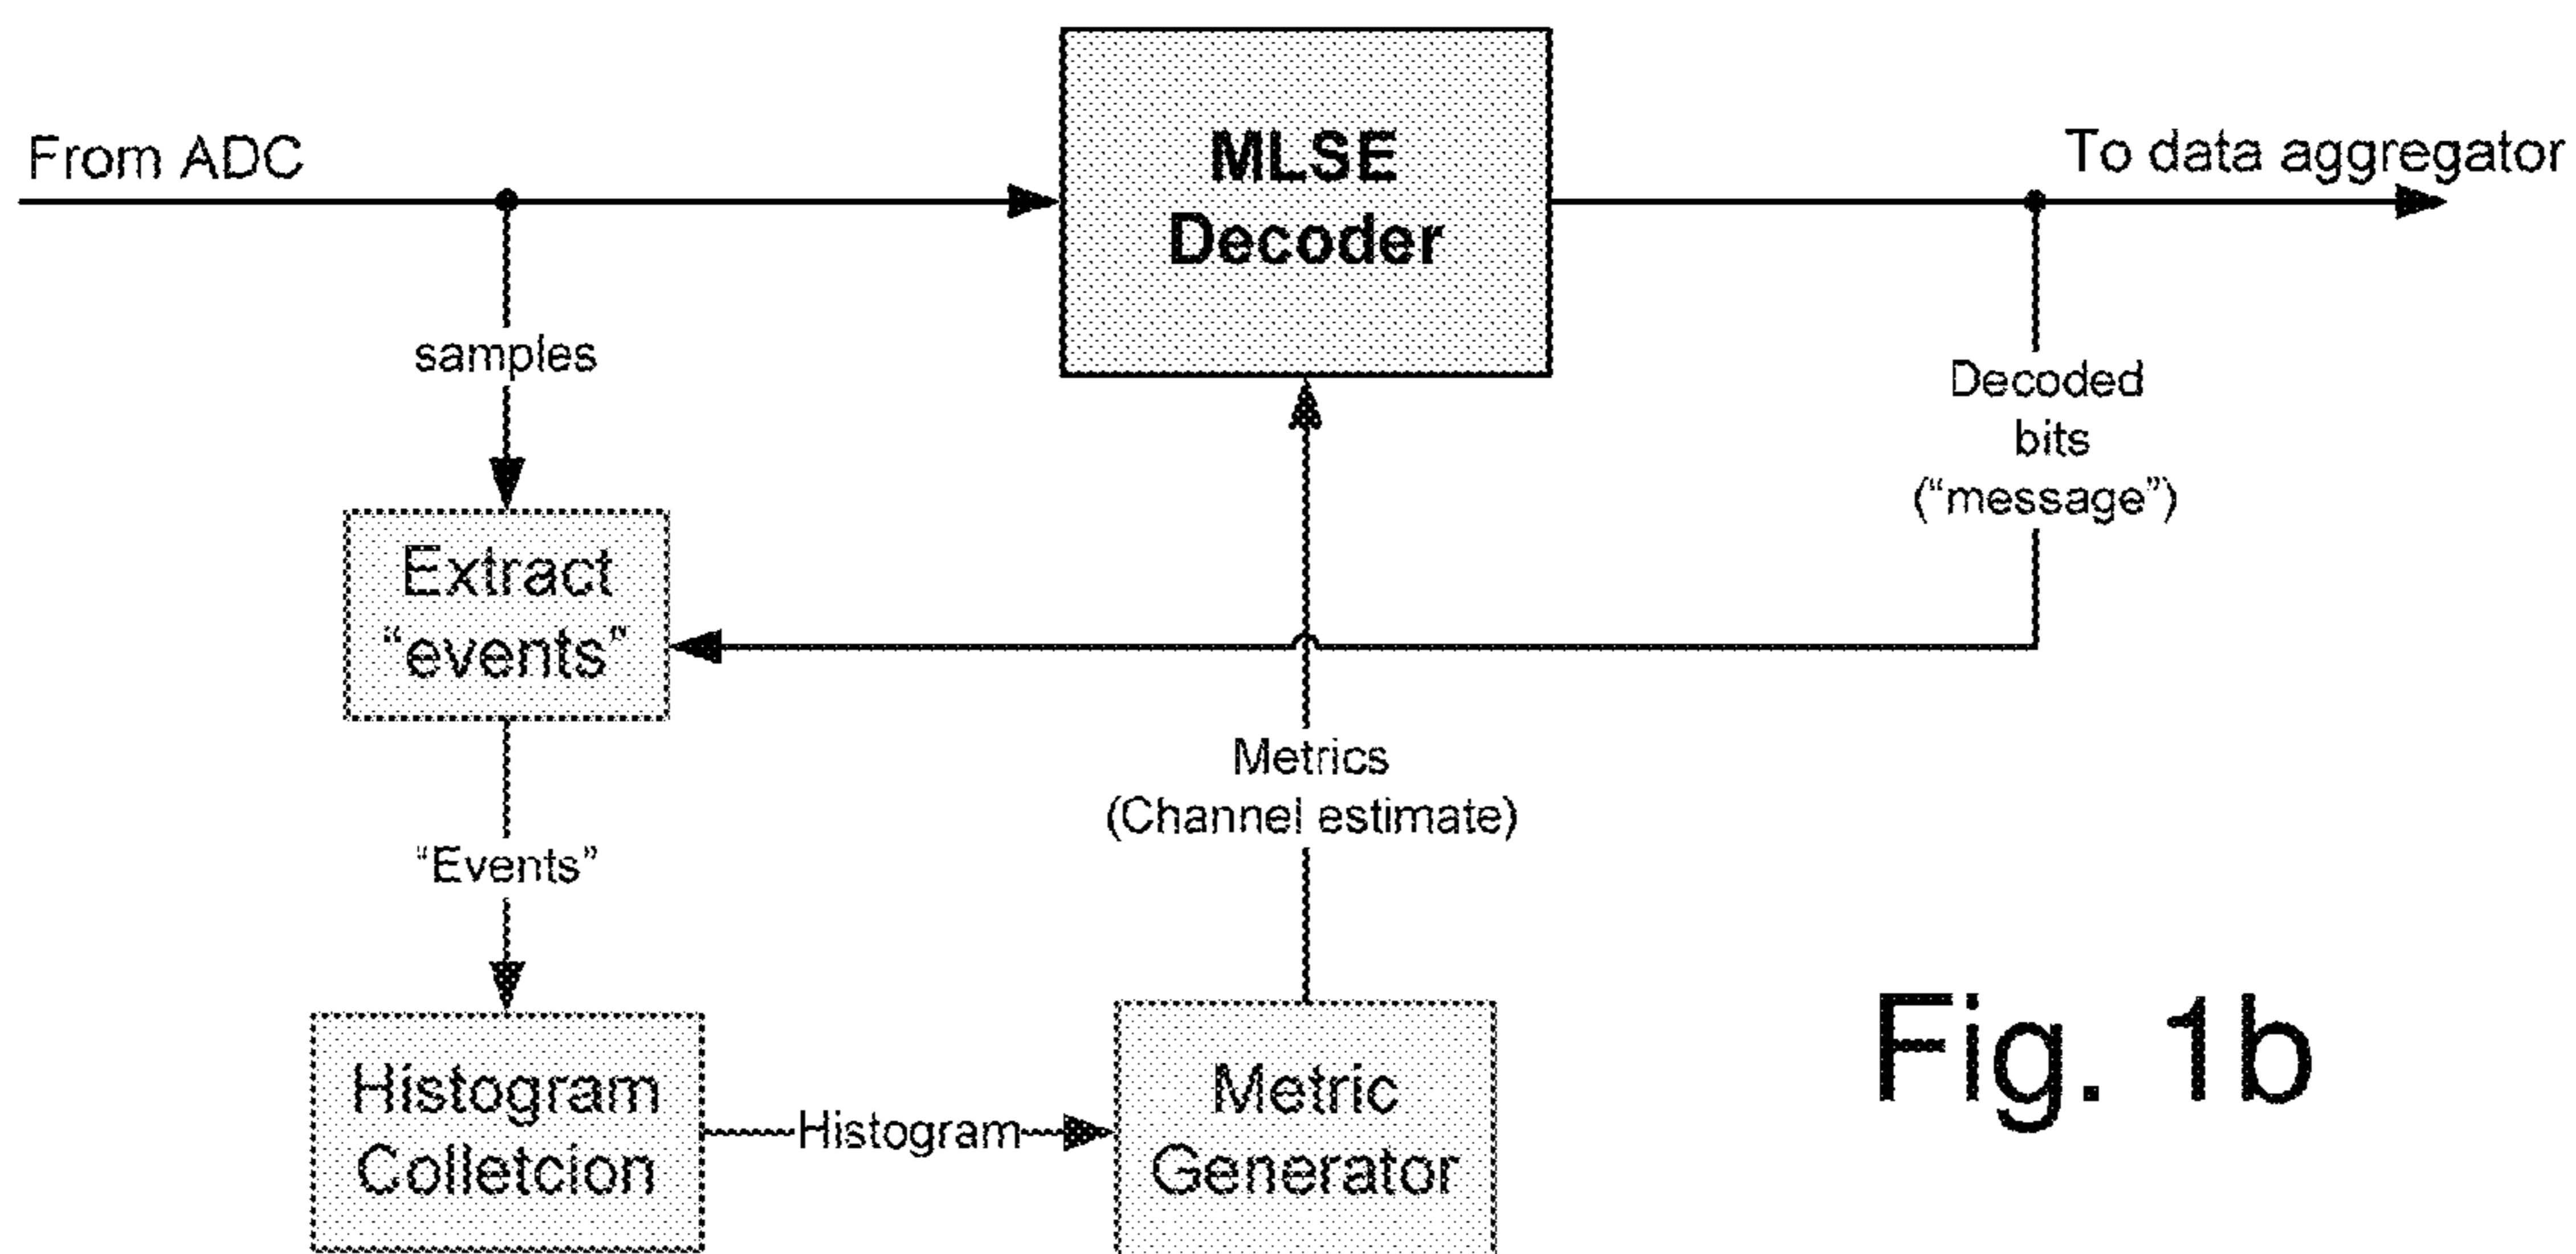 From ADC
MLSE
Decoder
To data aggregator
samples
Decoded
bits
(“message”)
Extract
“events”
Metrics
(Channel estimate)
“Events”
Histogram
Colletcion
Histogram
Metric
Generator
Fig. 1b